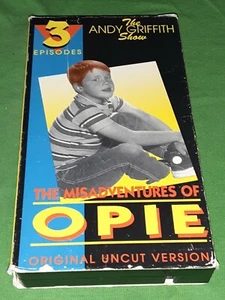 3
EPISODES
The
ANDY GRIFFITH
Show
THE MISADVENTURES OF
OPIE
ORIGINAL UNCUT VERSION